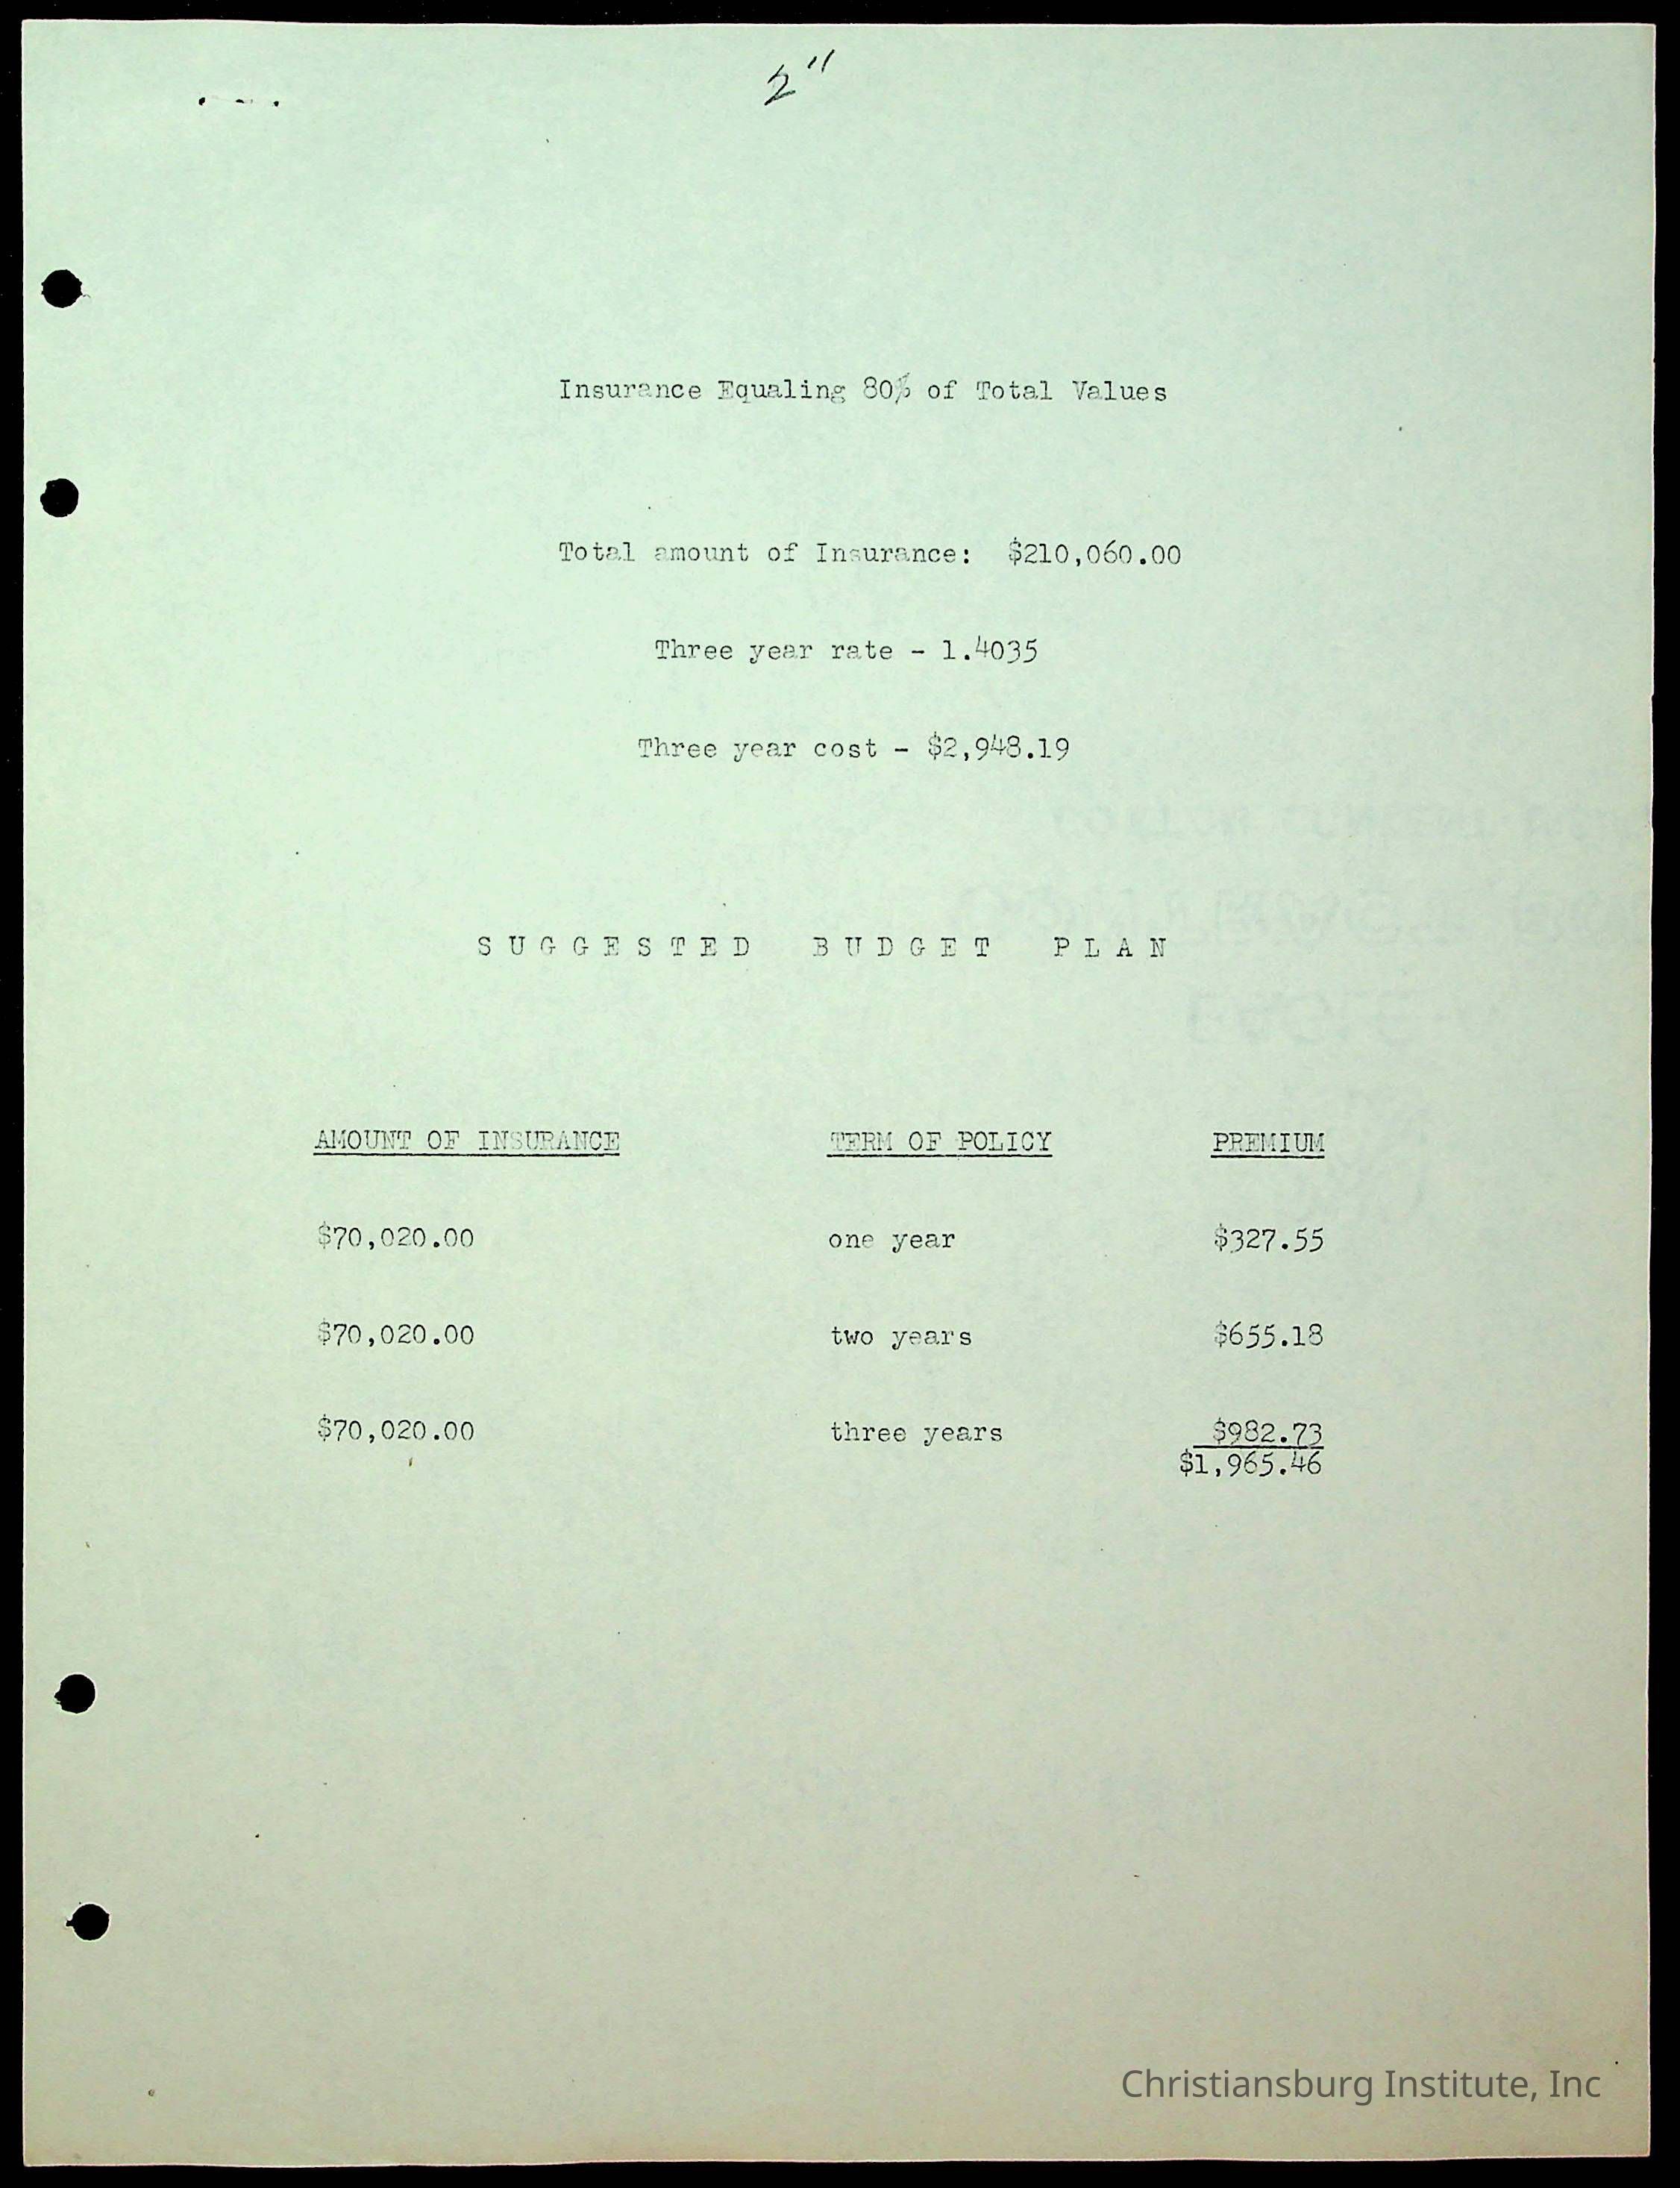 2"
Insurance Equaling 80% of Total Values
Total amount of Insurance: $210,060.00
Three year rate - 1.4035
Three year cost - $2,948.19
SUGGESTED BUDGET PLAN
AMOUNT OF INSURANCE TERM OF POLICY PREMIUM
$70,020.00 one year $327.55
$70,020.00 two years $655.18
$70,020.00 three years $982.73
$1,965.46
Christiansburg Institute, Inc